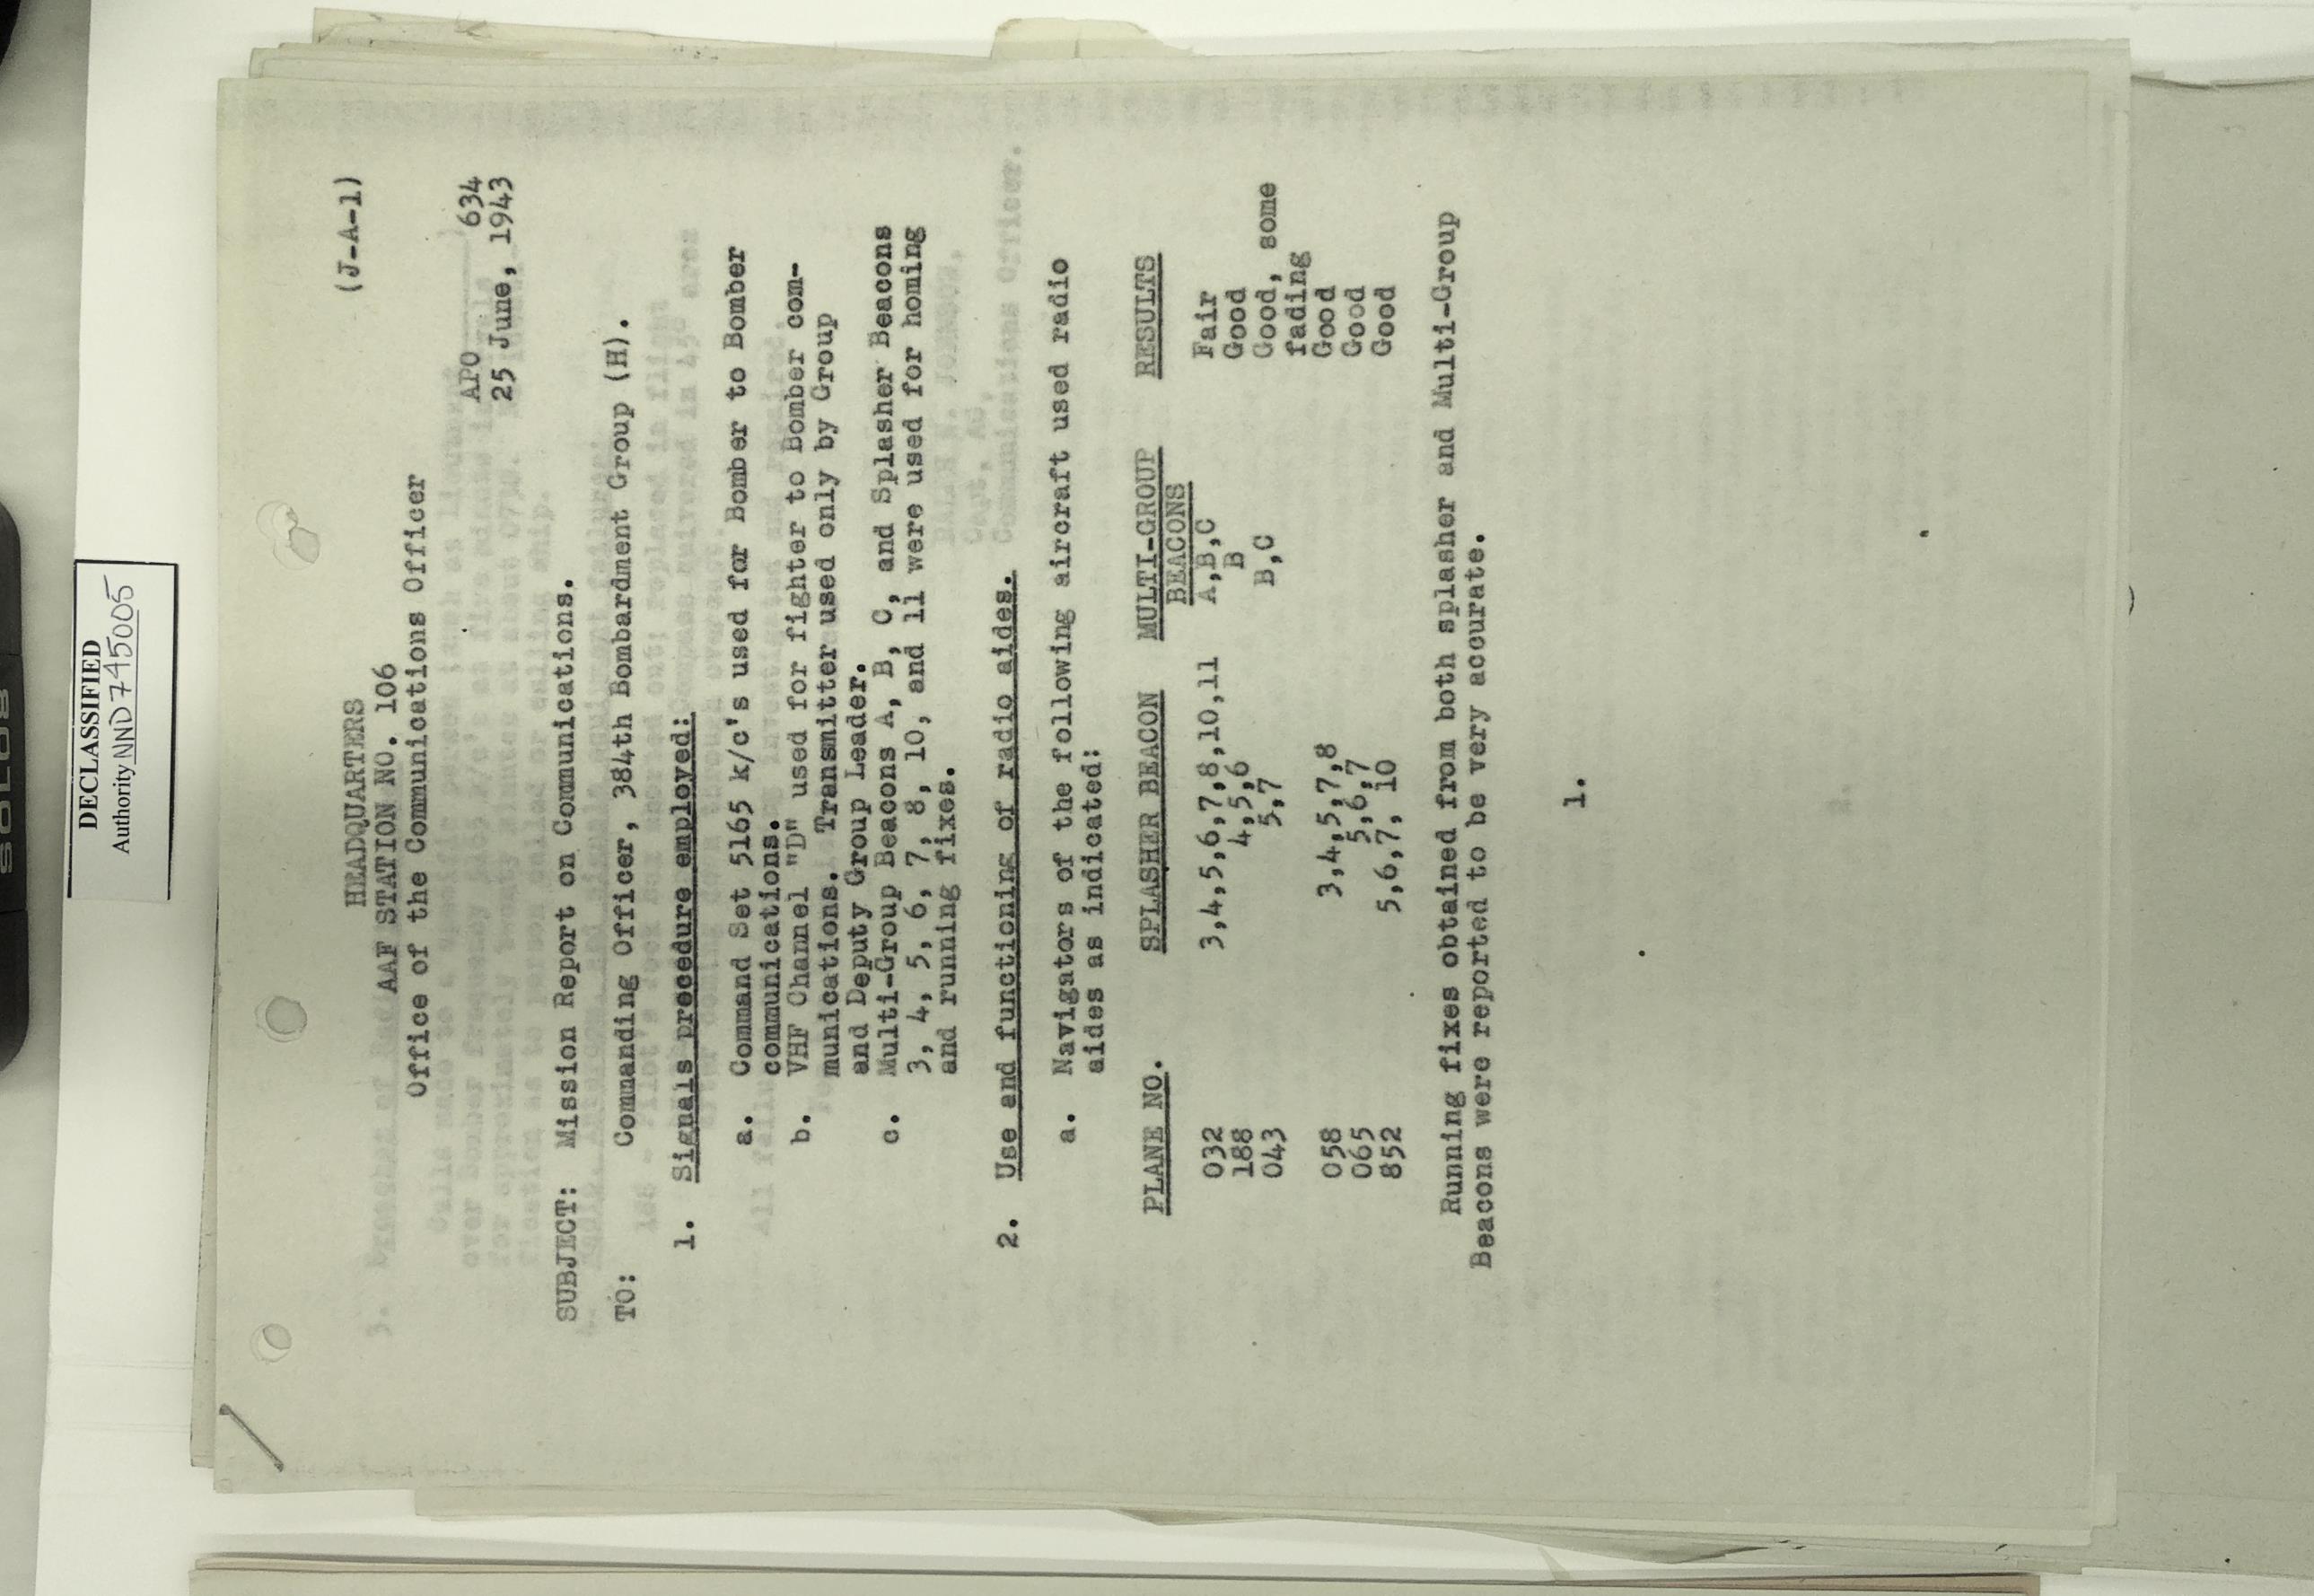 DECLASSIFIED
Authority NND 745005
(J-A-1)
HEADQUARTERS
AAF STATION NO. 106
Office of the Communications Officer
APO 634
25 June, 1943
SUBJECT: Mission Report on Communications.
TO: Commanding Officer, 384th Bombardment Group (H).
1. Signals procedure employed:
a. Command Set 5165 k/c's used for Bomber to Bomber
communications.
b. VHF Channel "D" used for fighter to Bomber com-
munications. Transmitter used only by Group
and Deputy Group Leader.
c. Multi-Group Beacons A, B, C, and Splasher Beacons
3, 4, 5, 6, 7, 8, 10, and 11 were used for homing
and running fixes.
2. Use and functioning of radio aides.
a. Navigators of the following aircraft used radio
aides as indicated:
PLANE NO. SPLASHER BEACON MULTI-GROUP RESULTS
BEACONS
032 3,4,5,6,7,8,10,11 A,B,C Fair
188 4,5,6 B Good
043 5,7 B,C Good, some
fading
058 3,4,5,7,8 Good
065 5,6,7 Good
852 5,6,7, 10 Good
Running fixes obtained from both splasher and Multi-Group
Beacons were reported to be very accurate.
1.